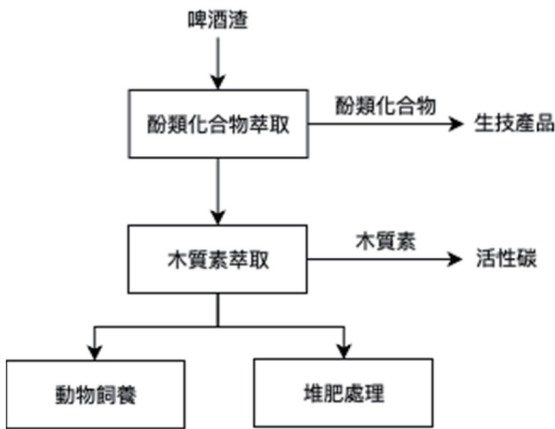 啤酒渣
酚類化合物萃取
酚類化合物
生技產品
木質素萃取
木質素
活性碳
動物飼養
堆肥處理